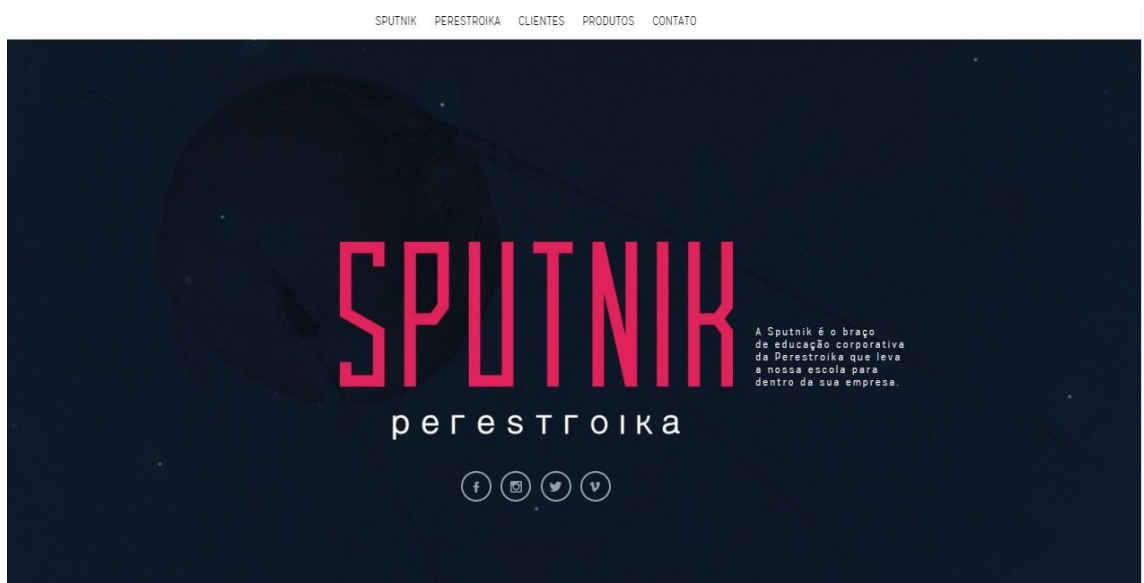 SPUTNIK PERESTROIKA CLIENTES PRODUTOS CONTATO
SPUTNIK
A Sputnik é o braço
de educação corporativa
da Perestroika que leva
a nossa escola para
dentro da sua empresa.
perestroika